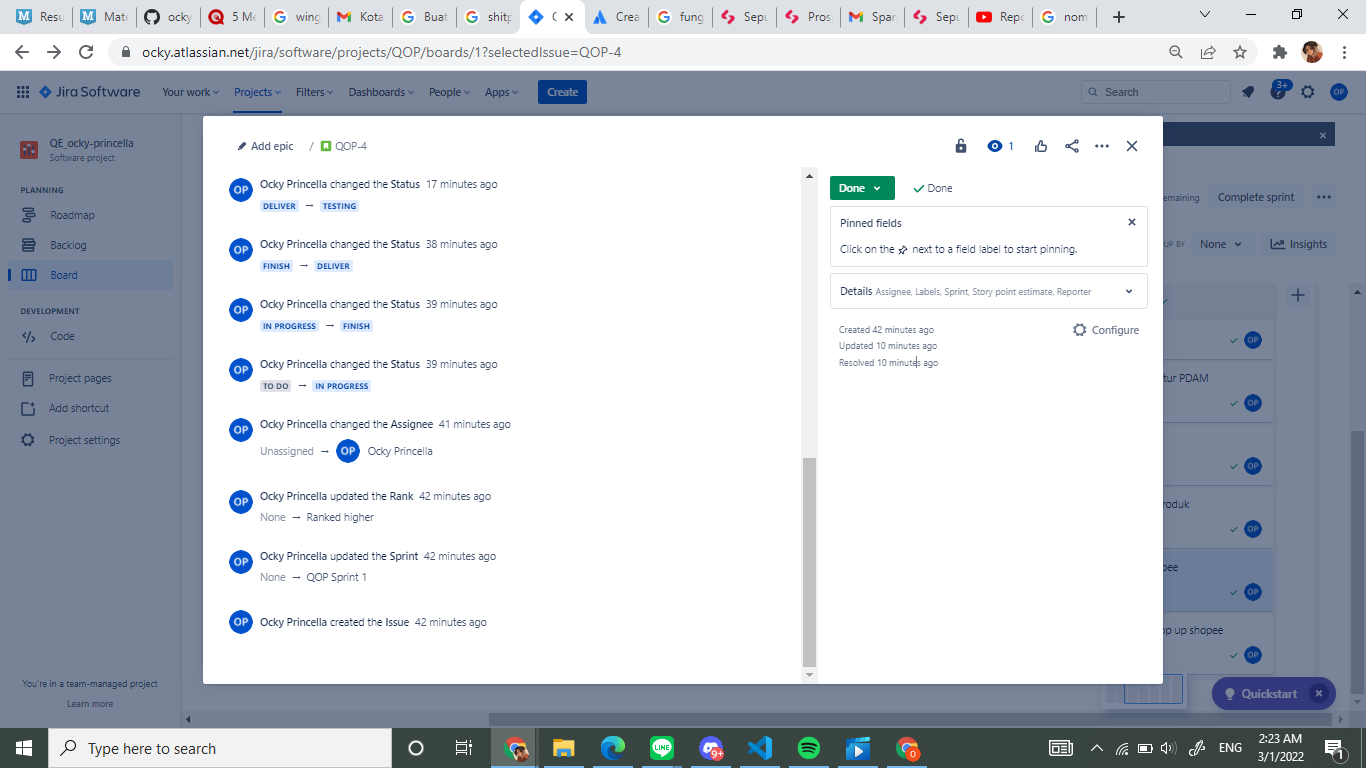 Resu
Mate
ocky
5 Me
wing
Kota
Buat
shitp
C
Crea
fung
Sepu
Pros
Span
Sepu
Repo
nom
ocky.atlassian.net/jira/software/projects/QOP/boards/1?selectedIssue=QOP-4
Jira Software
Your work
Projects
Filters
Dashboards
People
Apps
Create
Search
3+
OP
QE_ocky-princella
Software project
PLANNING
Roadmap
Backlog
Board
DEVELOPMENT
Code
Project pages
Add shortcut
Project settings
You're in a team-managed project
Learn more
Add epic / QOP-4
1
OP Ocky Princella changed the Status 17 minutes ago
DELIVER → TESTING
OP Ocky Princella changed the Status 38 minutes ago
FINISH → DELIVER
OP Ocky Princella changed the Status 39 minutes ago
IN PROGRESS → FINISH
OP Ocky Princella changed the Status 39 minutes ago
TO DO → IN PROGRESS
OP Ocky Princella changed the Assignee 41 minutes ago
Unassigned → OP Ocky Princella
OP Ocky Princella updated the Rank 42 minutes ago
None → Ranked higher
OP Ocky Princella updated the Sprint 42 minutes ago
None → QOP Sprint 1
OP Ocky Princella created the Issue 42 minutes ago
Done
Done
Pinned fields
Click on the next to a field label to start pinning.
Details Assignee, Labels, Sprint, Story point estimate, Reporter
Created 42 minutes ago
Updated 10 minutes ago
Resolved 10 minutes ago
Configure
emaining
Complete sprint
UP BY
None
Insights
OP
tur PDAM
OP
OP
roduk
OP
pee
OP
op up shopee
OP
Quickstart
Type here to search
9+
0
ENG
2:23 AM
3/1/2022
1